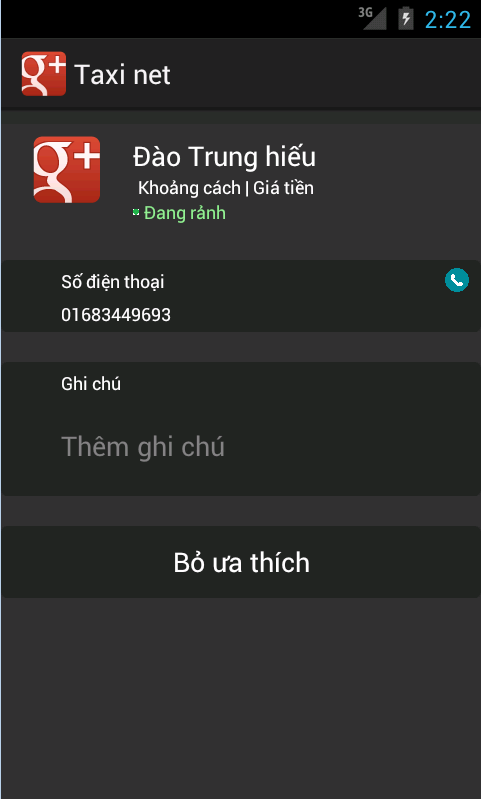 3G
2:22
g+ Taxi net
g+
Đào Trung hiếu
Khoảng cách | Giá tiền
Đang rảnh
Số điện thoại
01683449693
Ghi chú
Thêm ghi chú
Bỏ ưa thích